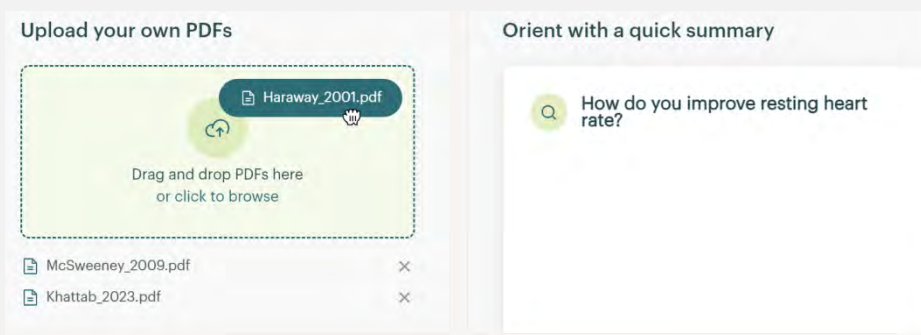 Upload your own PDFs
Haraway_2001.pdf
Drag and drop PDFs here
or click to browse
McSweeney_2009.pdf
Khattab_2023.pdf
Orient with a quick summary
How do you improve resting heart
rate?